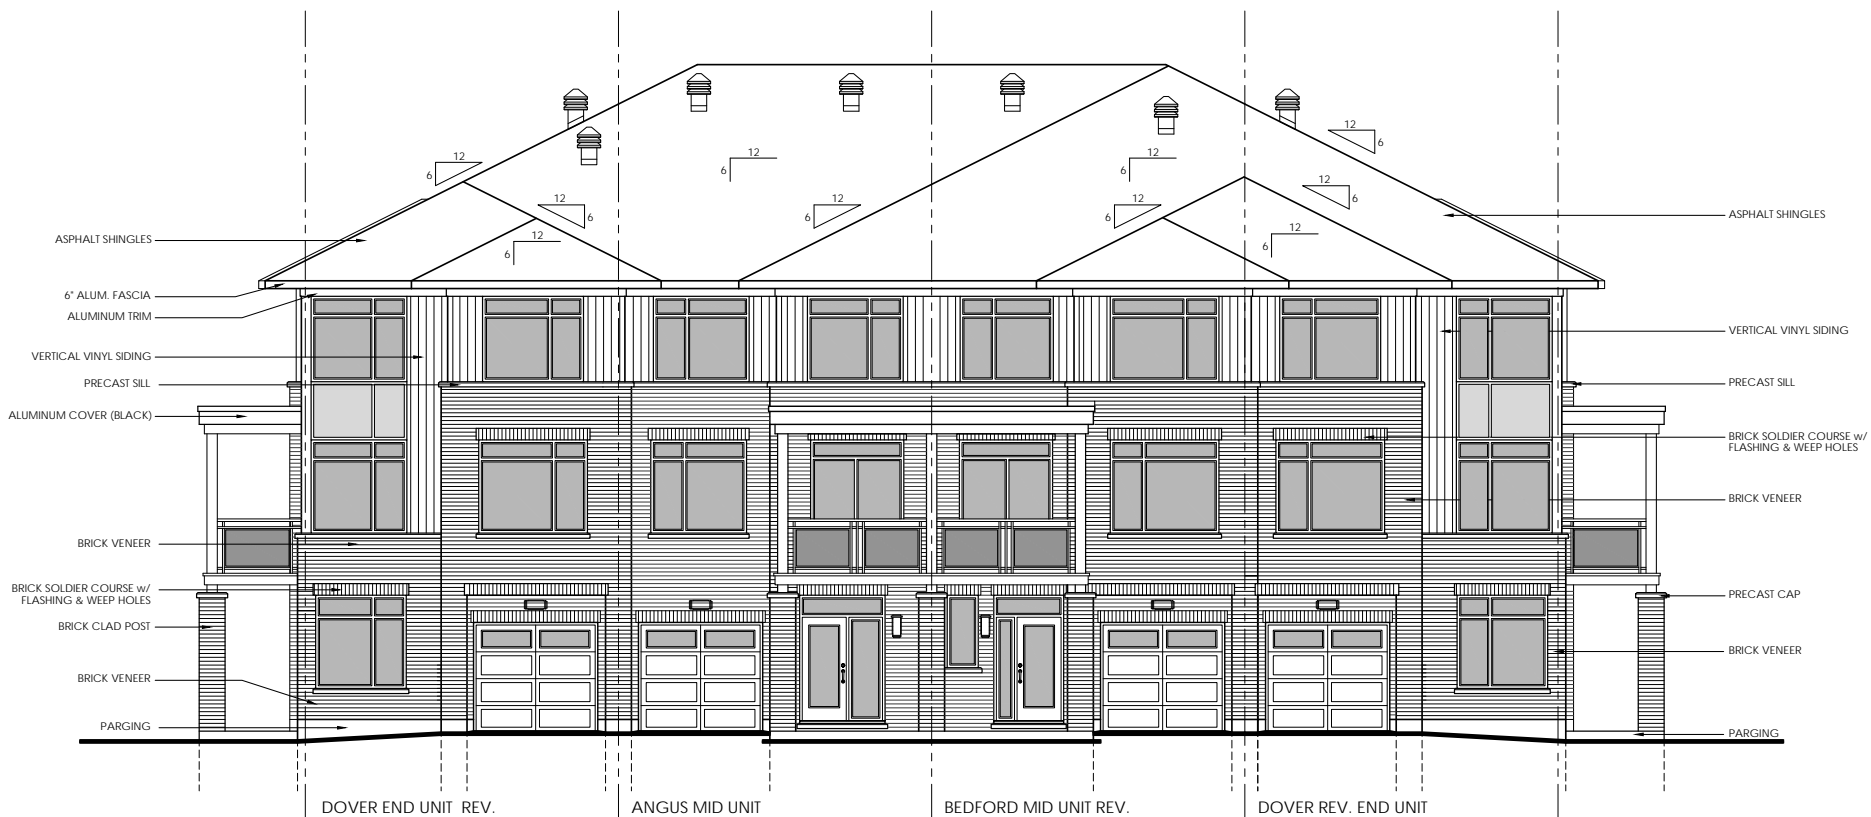 12
6
12
6
12
6
12
6
12
6
12
6
12
6
12
6
12
6
12
6
ASPHALT SHINGLES
6" ALUM. FASCIA
ALUMINUM TRIM
VERTICAL VINYL SIDING
PRECAST SILL
ALUMINUM COVER (BLACK)
BRICK VENEER
BRICK SOLDIER COURSE w/
FLASHING & WEEP HOLES
BRICK CLAD POST
BRICK VENEER
PARGING
ASPHALT SHINGLES
VERTICAL VINYL SIDING
PRECAST SILL
BRICK SOLDIER COURSE w/
FLASHING & WEEP HOLES
BRICK VENEER
PRECAST CAP
BRICK VENEER
PARGING
DOVER END UNIT REV.
ANGUS MID UNIT
BEDFORD MID UNIT REV.
DOVER REV. END UNIT